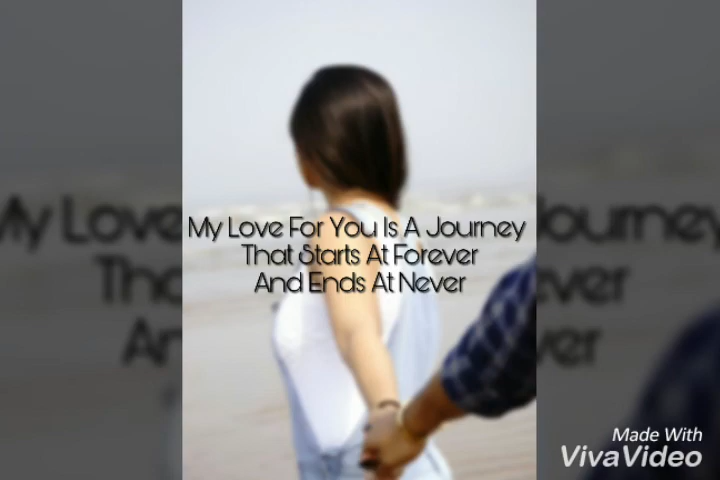 My Love For You Is A Journey
That Starts At Forever
And Ends At Never
Made With
VivaVideo